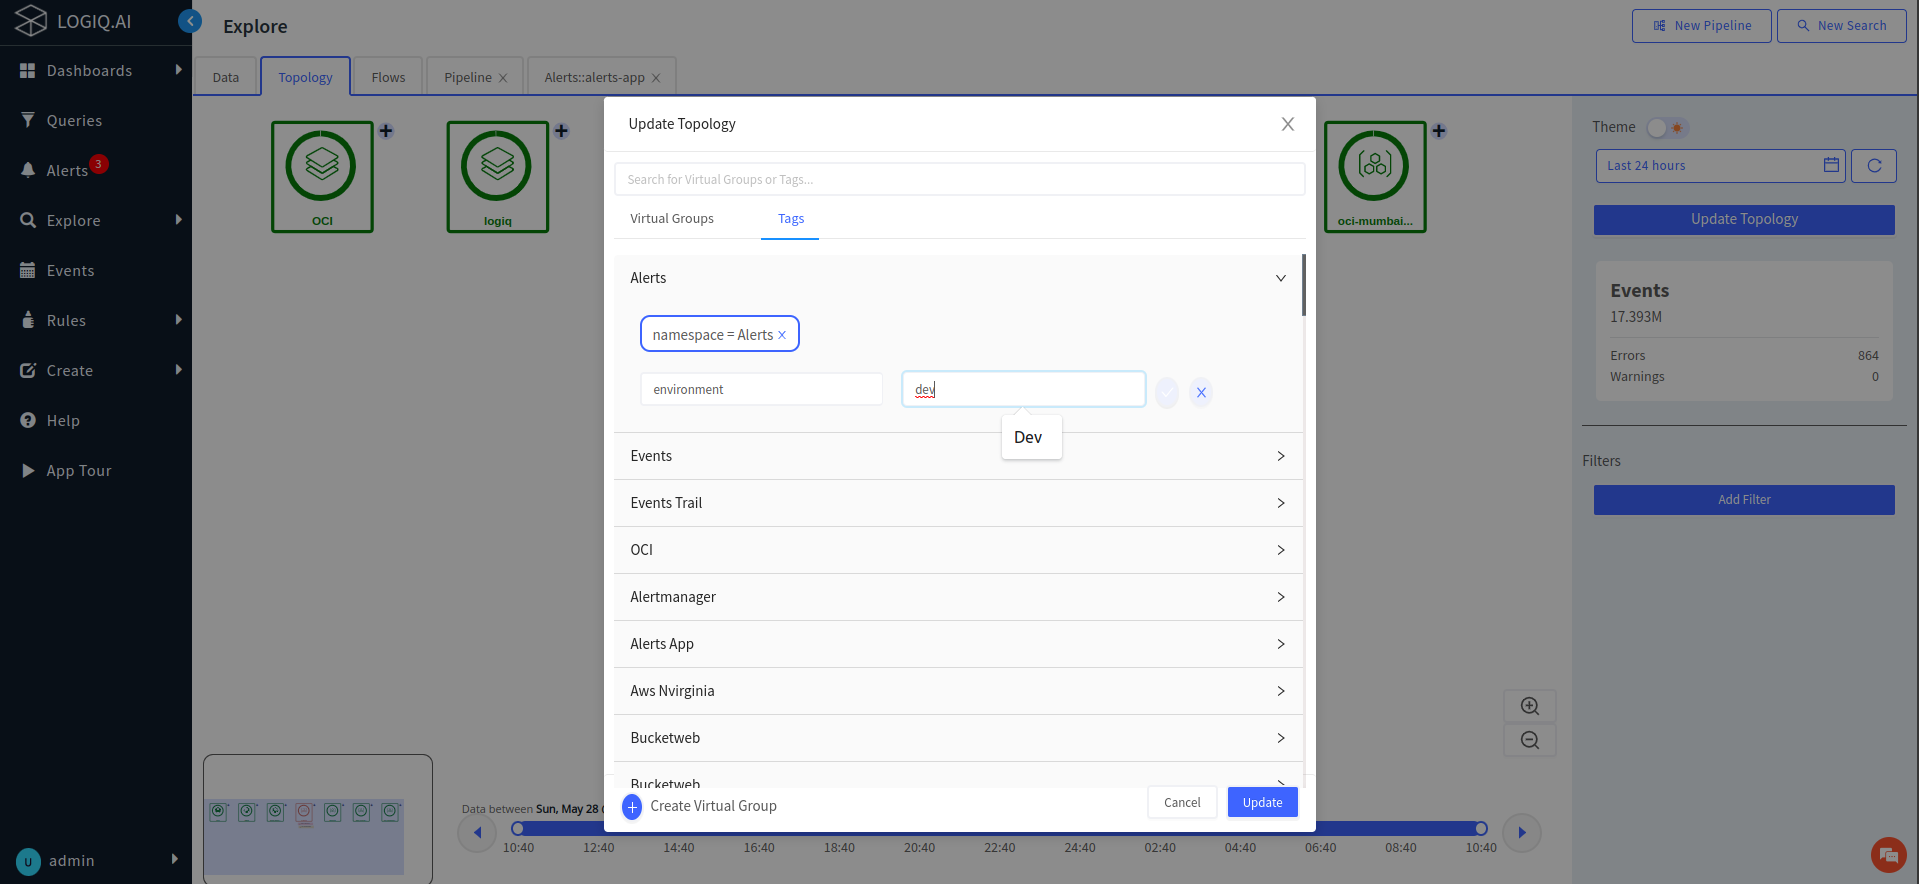 LOGIQ.AI
Dashboards
Queries
Alerts 3
Explore
Events
Rules
Create
Help
App Tour
U admin
Explore
New Pipeline
New Search
Data
Topology
Flows
Pipeline
Alerts::alerts-app
OCI
logiq
oci-mumbai...
Update Topology
Search for Virtual Groups or Tags...
Virtual Groups
Tags
Alerts
namespace = Alerts
environment
dev
Dev
Events
Events Trail
OCI
Alertmanager
Alerts App
Aws Nvirginia
Bucketweb
Bucketweb
Create Virtual Group
Cancel
Update
Theme
Last 24 hours
Update Topology
Events
17.393M
Errors 864
Warnings 0
Filters
Add Filter
Data between Sun, May 28
10:40 12:40 14:40 16:40 18:40 20:40 22:40 24:40 02:40 04:40 06:40 08:40 10:40